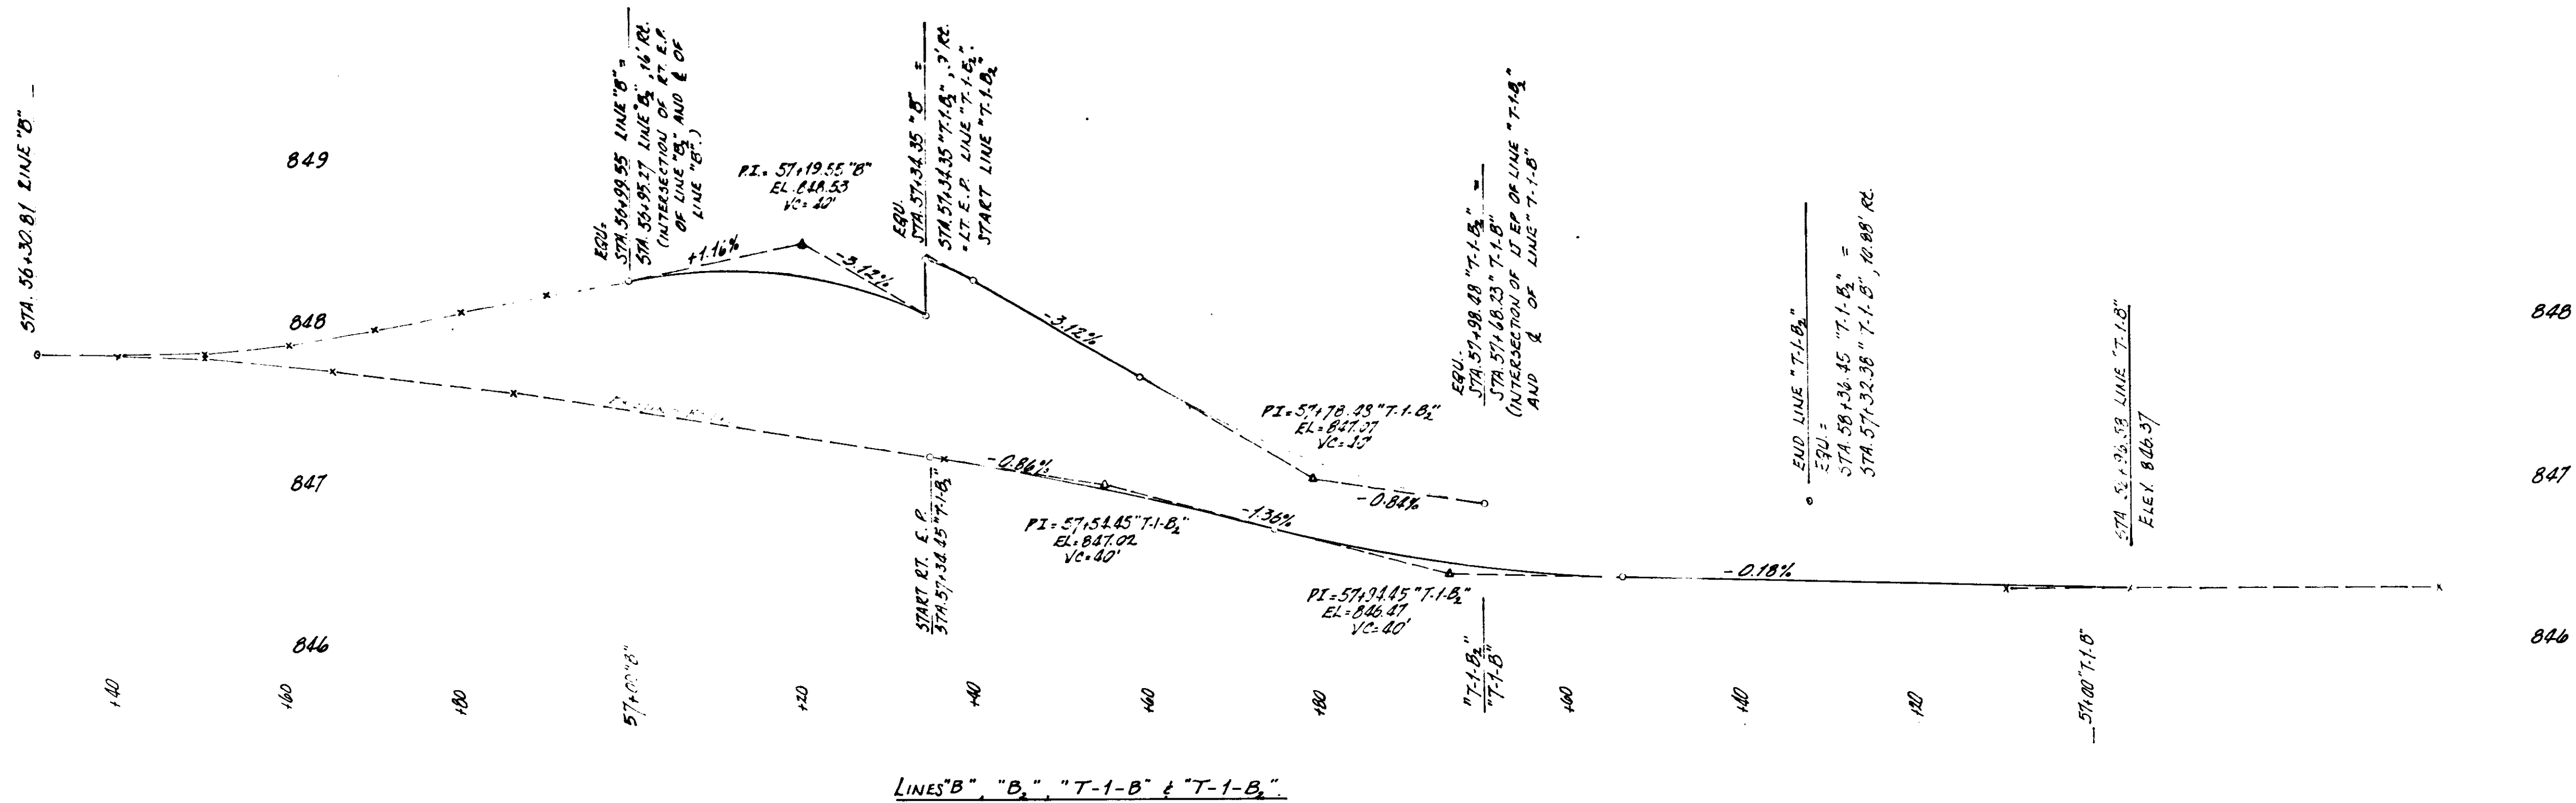 STA. 56+30.81 LINE "B"
849
848
847
846
EQU=
STA. 56+99.55 LINE "B" =
STA. 56+95.27 LINE "B2", 16' Rt.
(INTERSECTION OF RT. E.P.
OF LINE "B2" AND ℄ OF
LINE "B".)
P.I. = 57+19.55 "B"
EL. 848.53
VC = 40'
+1.16%
-3.12%
EQU.
STA. 57+34.35 "B" =
STA. 57+34.35 "T-1-B2", 3' Rt.
= LT. E.P. LINE "T-1-B2".
START LINE "T-1-B2"
-3.12%
PI = 57+78.48 "T-1-B2"
EL = 847.07
VC = 40'
-0.84%
EQU.
STA. 57+98.48 "T-1-B2" =
STA. 57+68.23 "T-1-B"
(INTERSECTION OF LT EP OF LINE "T-1-B2"
AND ℄ OF LINE "T-1-B"
START RT. E.P.
STA. 57+34.45 "T-1-B2"
-0.86%
PI = 57+54.45 "T-1-B2"
EL = 847.02
VC = 40'
-1.36%
PI = 57+94.45 "T-1-B2"
EL = 846.47
VC = 40'
-0.18%
END LINE "T-1-B2"
EQU. =
STA. 58+36.45 "T-1-B2" =
STA. 57+32.38 "T-1-B", 10.88' Rt.
LINE "T-1-B"
ELEV. 846.37
848
847
846
+40
+60
+80
57+00 "B"
+20
+40
+60
+80
"T-1-B2"
"T-1-B"
+60
+40
+20
57+00 "T-1-B"
LINES "B", "B2", "T-1-B" & "T-1-B2".